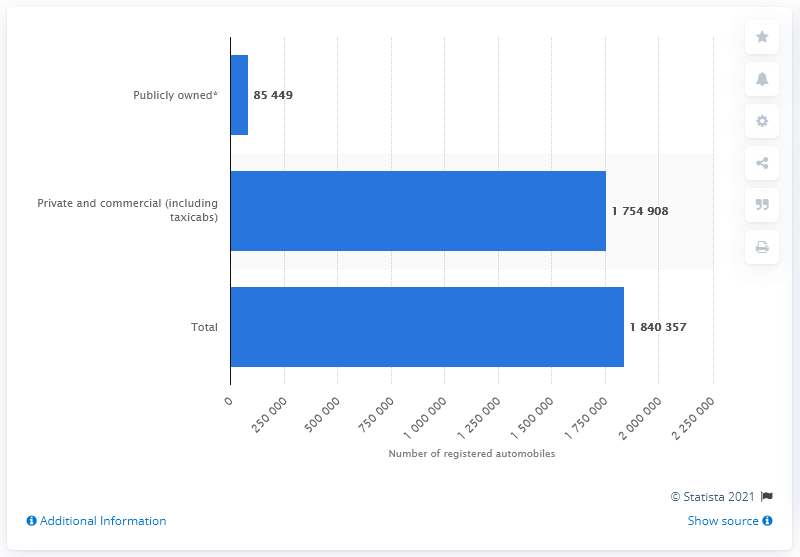 Publicly owned*
85 449
Private and commercial (including
taxicabs)
1 754 908
Total
1 840 357
0
250 000
500 000
750 000
1 000 000
1 250 000
1 500 000
1 750 000
2 000 000
2 250 000
Number of registered automobiles
© Statista 2021
Additional Information
Show source